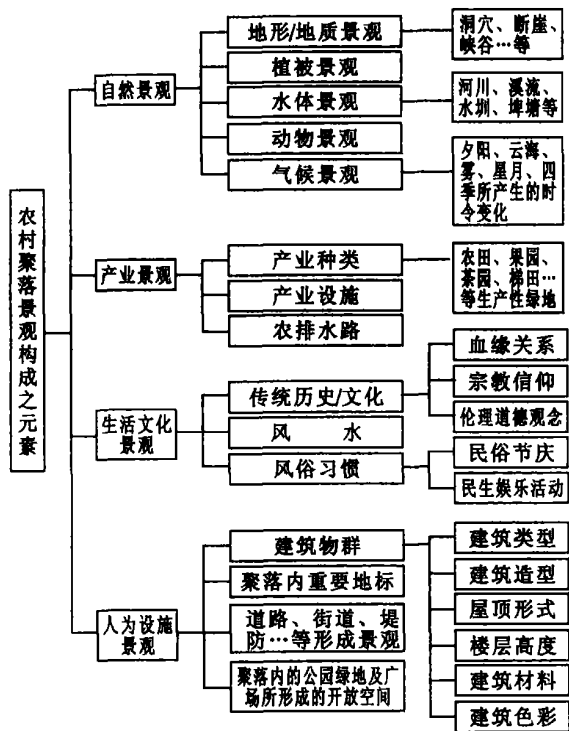 农村聚落景观构成之元素
自然景观
地形/地质景观
洞穴、断崖、
峡谷…等
植被景观
水体景观
河川、溪流、
水圳、埤塘等
动物景观
气候景观
夕阳、云海、
雾、星月、四
季所产生的时
令变化
产业景观
产业种类
农田、果园、
茶园、梯田…
等生产性绿地
产业设施
农排水路
生活文化
景观
传统历史/文化
血缘关系
宗教信仰
伦理道德观念
风 水
风俗习惯
民俗节庆
民生娱乐活动
人为设施
景观
建筑物群
建筑类型
建筑造型
屋顶形式
楼层高度
建筑材料
建筑色彩
聚落内重要地标
道路、街道、堤
防…等形成景观
聚落内的公园绿地及广
场所形成的开放空间